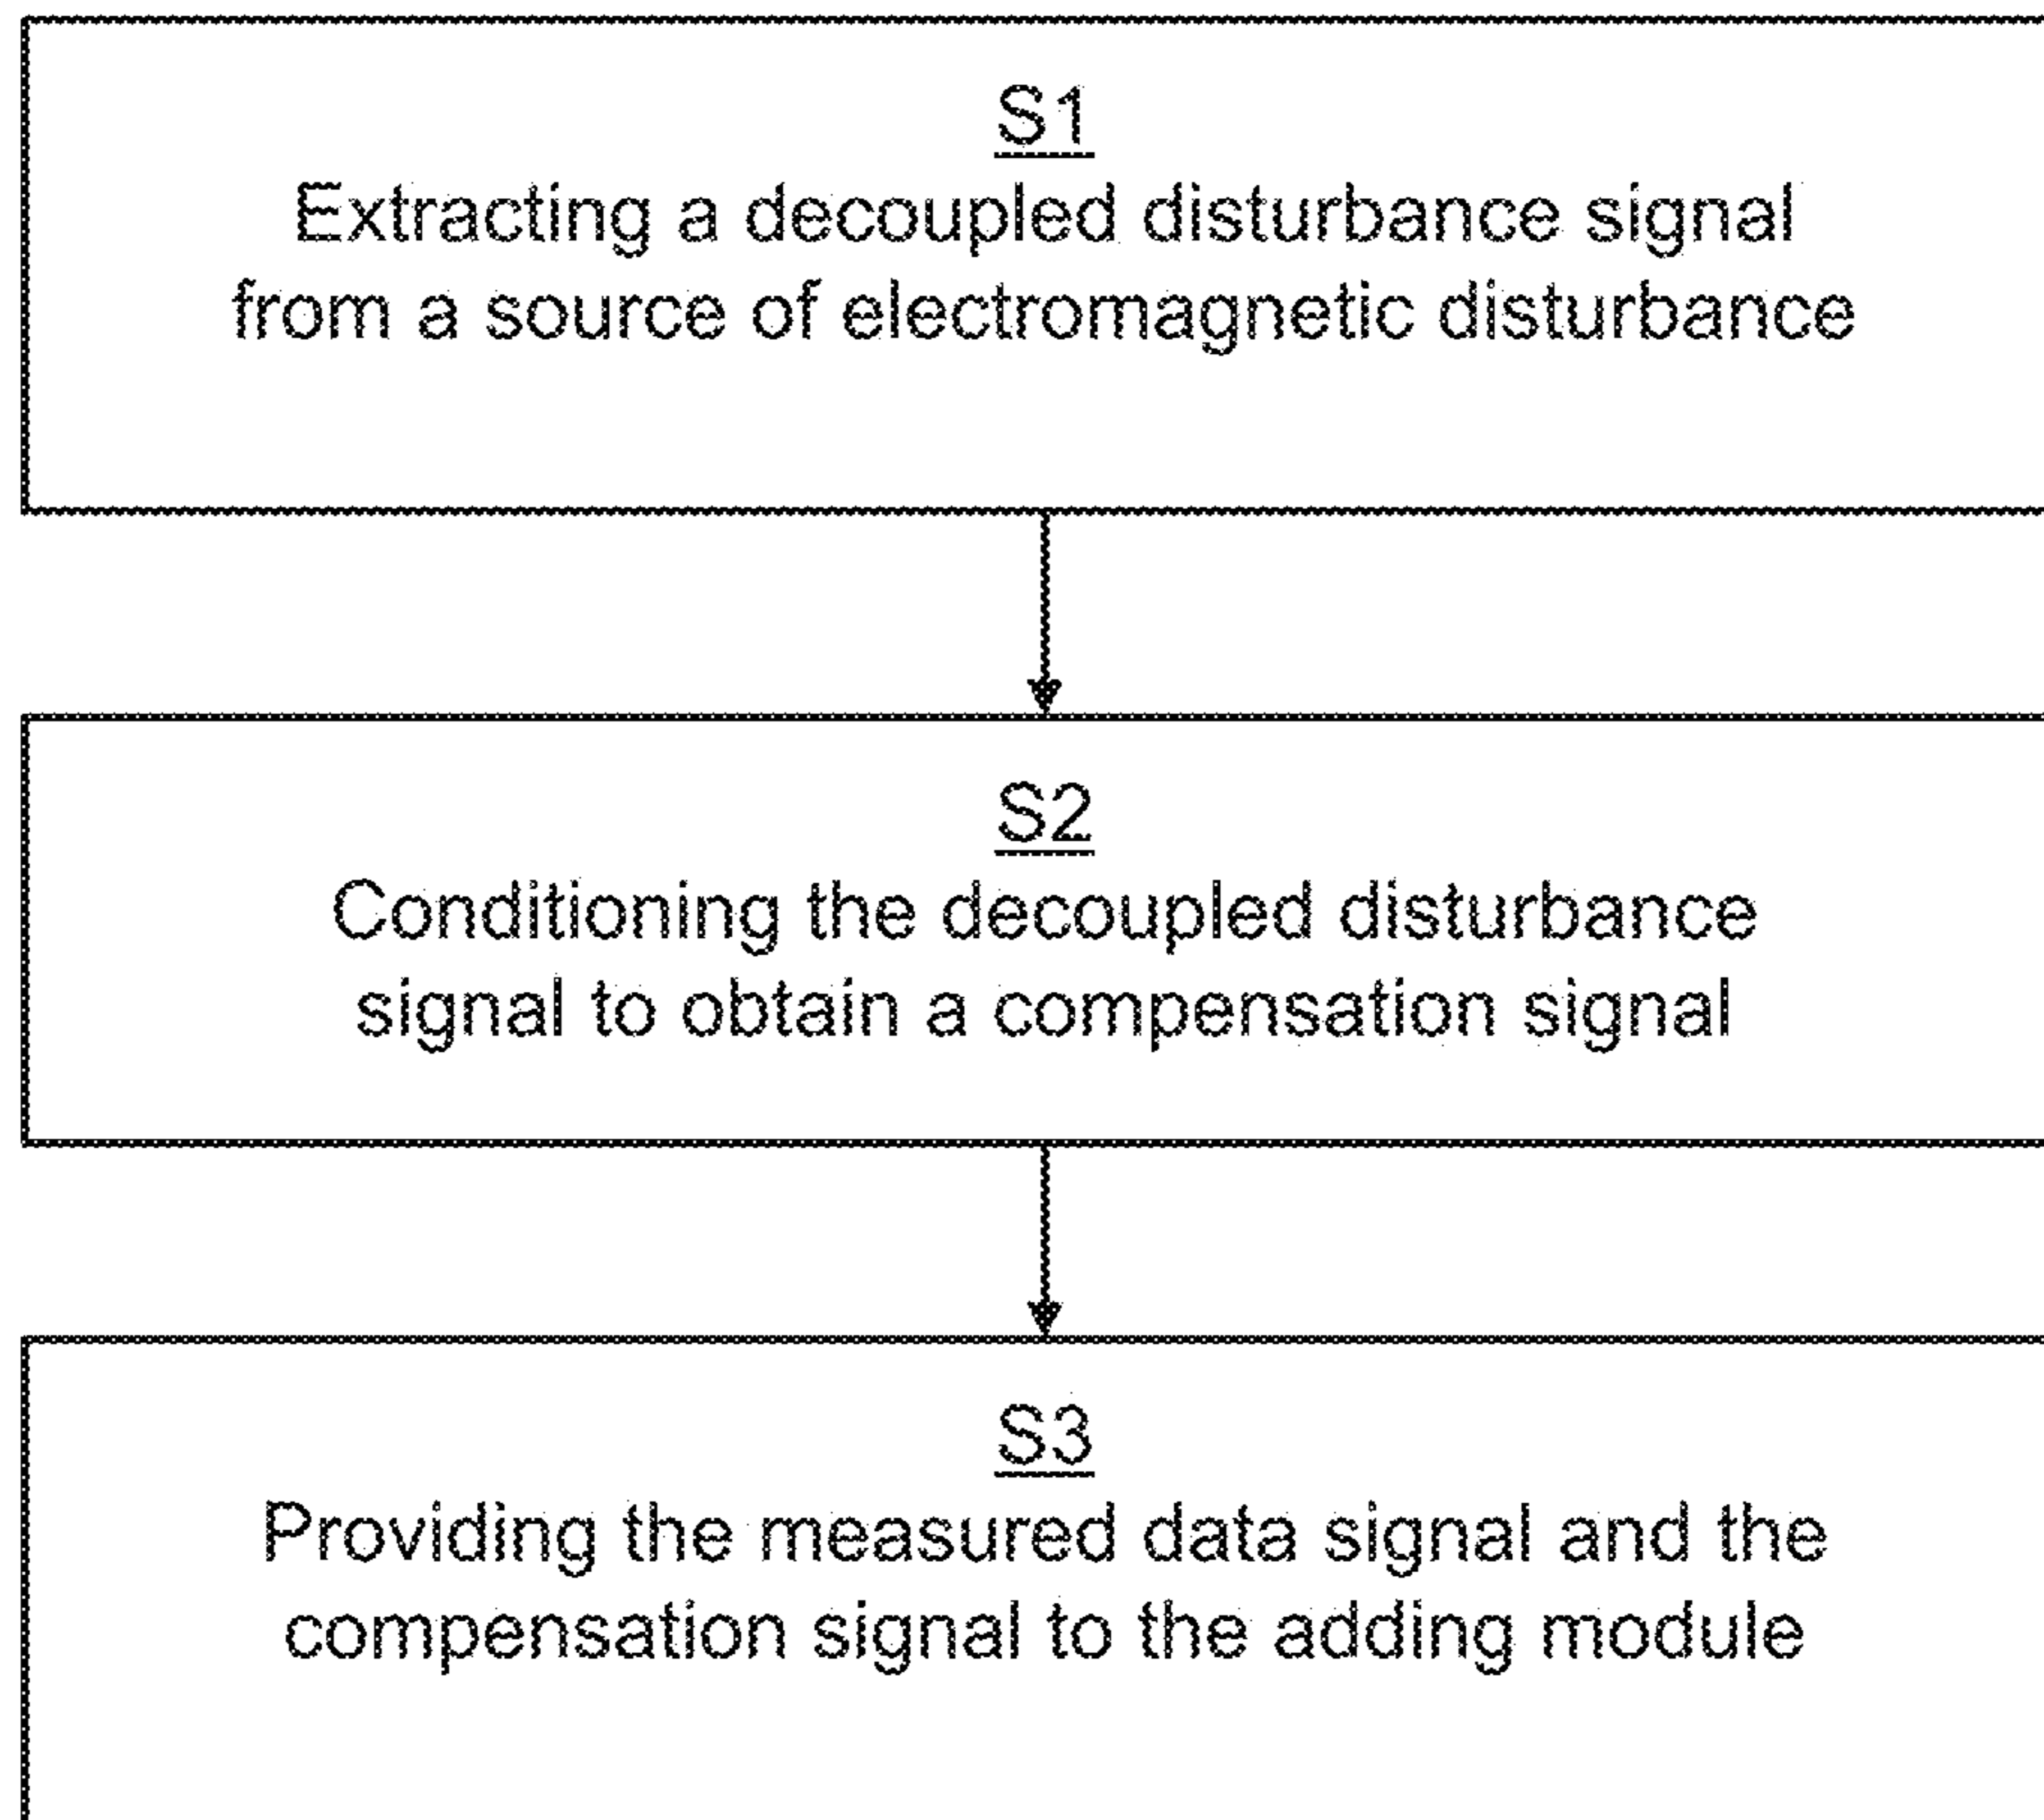 S1
Extracting a decoupled disturbance signal
from a source of electromagnetic disturbance
S2
Conditioning the decoupled disturbance
signal to obtain a compensation signal
S3
Providing the measured data signal and the
compensation signal to the adding module